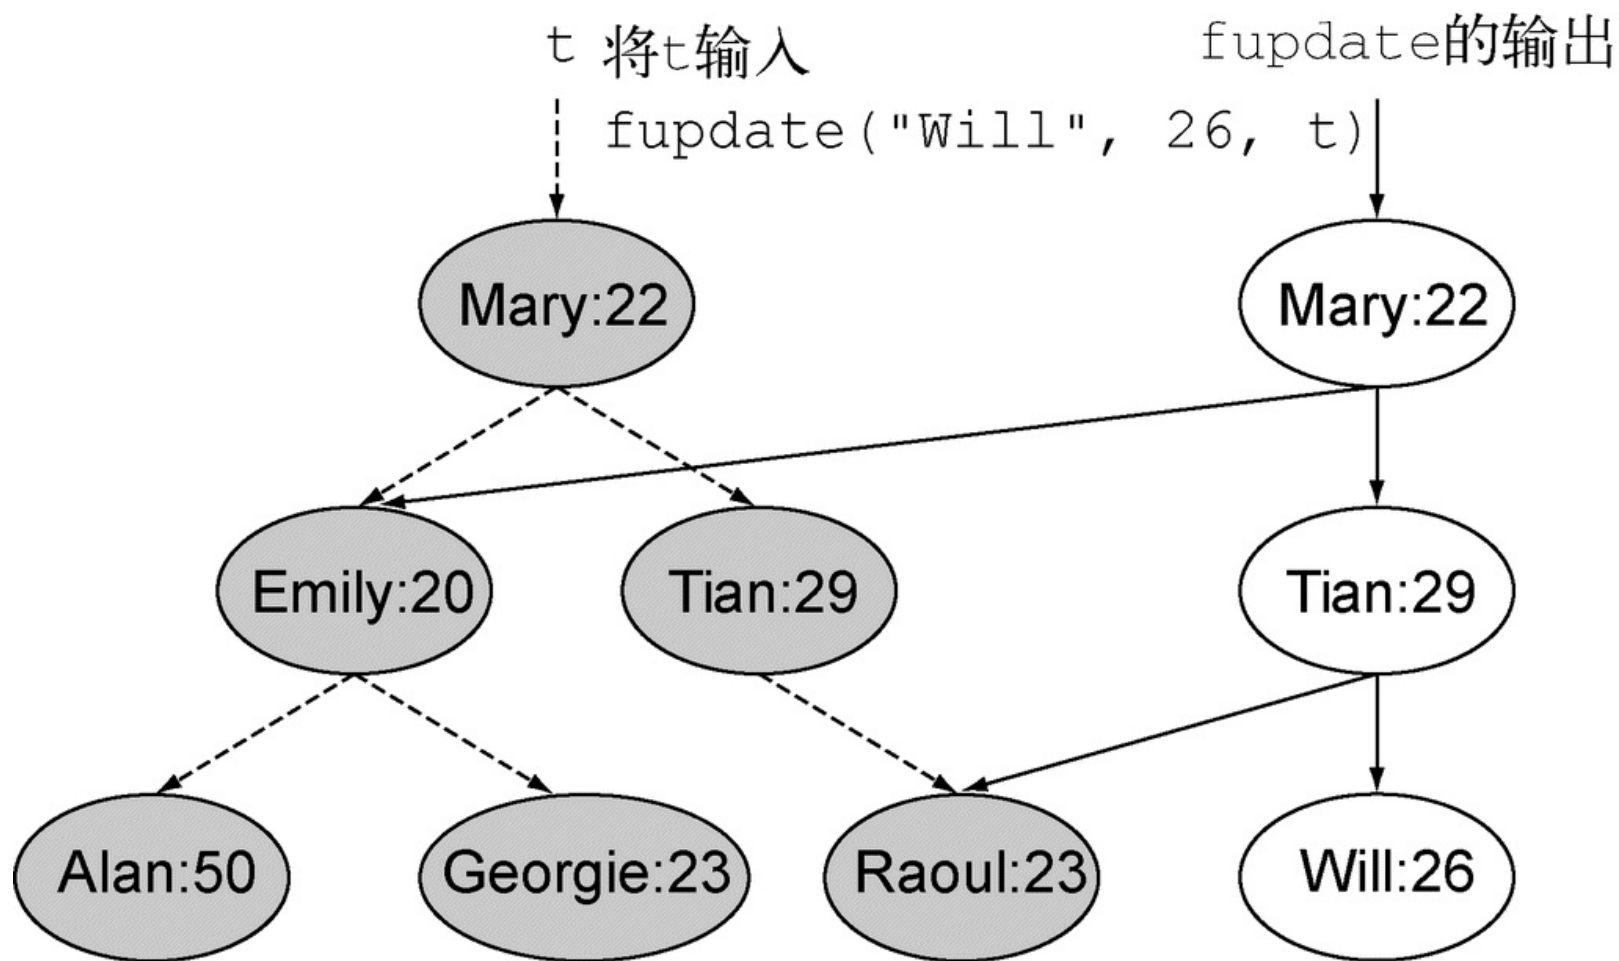 t 将t输入
fupdate的输出
fupdate("Will", 26, t)
Mary:22
Mary:22
Emily:20
Tian:29
Tian:29
Alan:50
Georgie:23
Raoul:23
Will:26